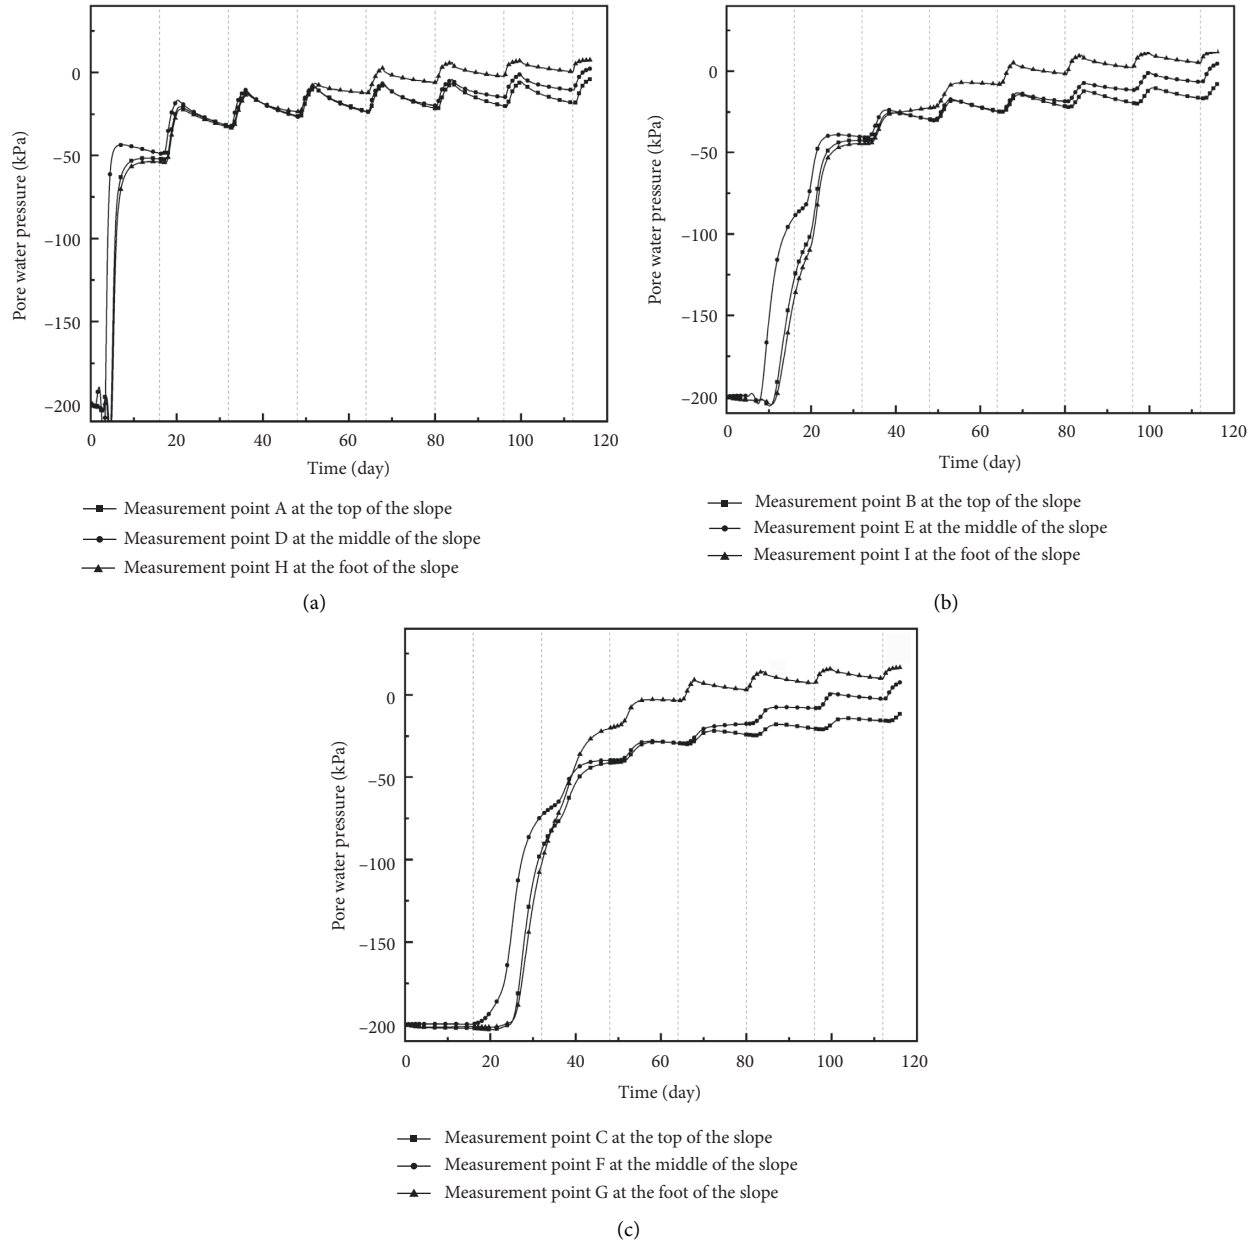 0
−50
−100
−150
−200
Pore water pressure (kPa)
0 20 40 60 80 100 120
Time (day)
Measurement point A at the top of the slope
Measurement point D at the middle of the slope
Measurement point H at the foot of the slope
(a)
0
−50
−100
−150
−200
Pore water pressure (kPa)
0 20 40 60 80 100 120
Time (day)
Measurement point B at the top of the slope
Measurement point E at the middle of the slope
Measurement point I at the foot of the slope
(b)
0
−50
−100
−150
−200
Pore water pressure (kPa)
0 20 40 60 80 100 120
Time (day)
Measurement point C at the top of the slope
Measurement point F at the middle of the slope
Measurement point G at the foot of the slope
(c)